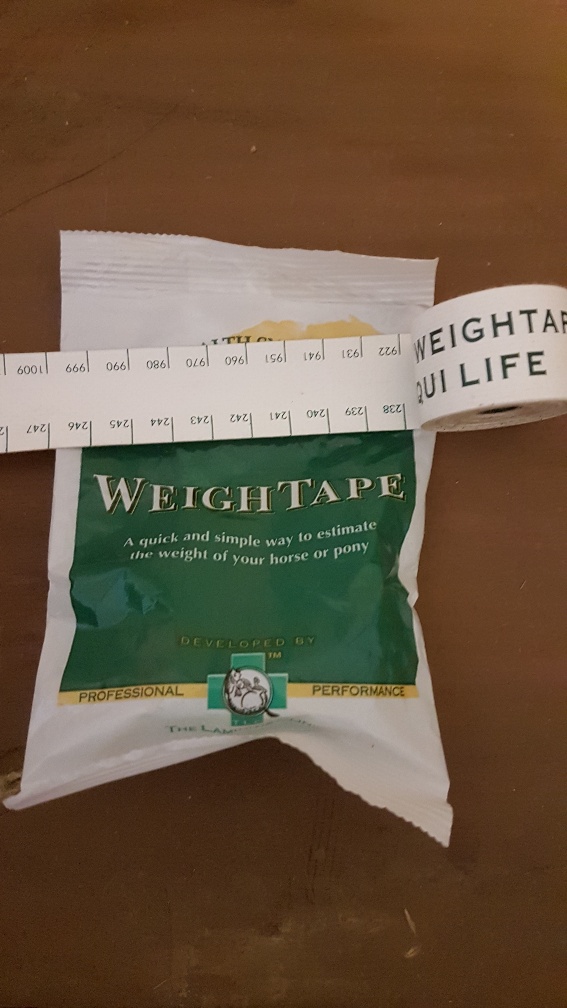 WEIGHTAP
QUI LIFE
238 239 240 241 242 243 244 245 246 247
922 931 941 951 960 970 980 990 999 1009
WEIGHTAPE
A quick and simple way to estimate
the weight of your horse or pony
DEVELOPED BY
TM
PROFESSIONAL PERFORMANCE
THE